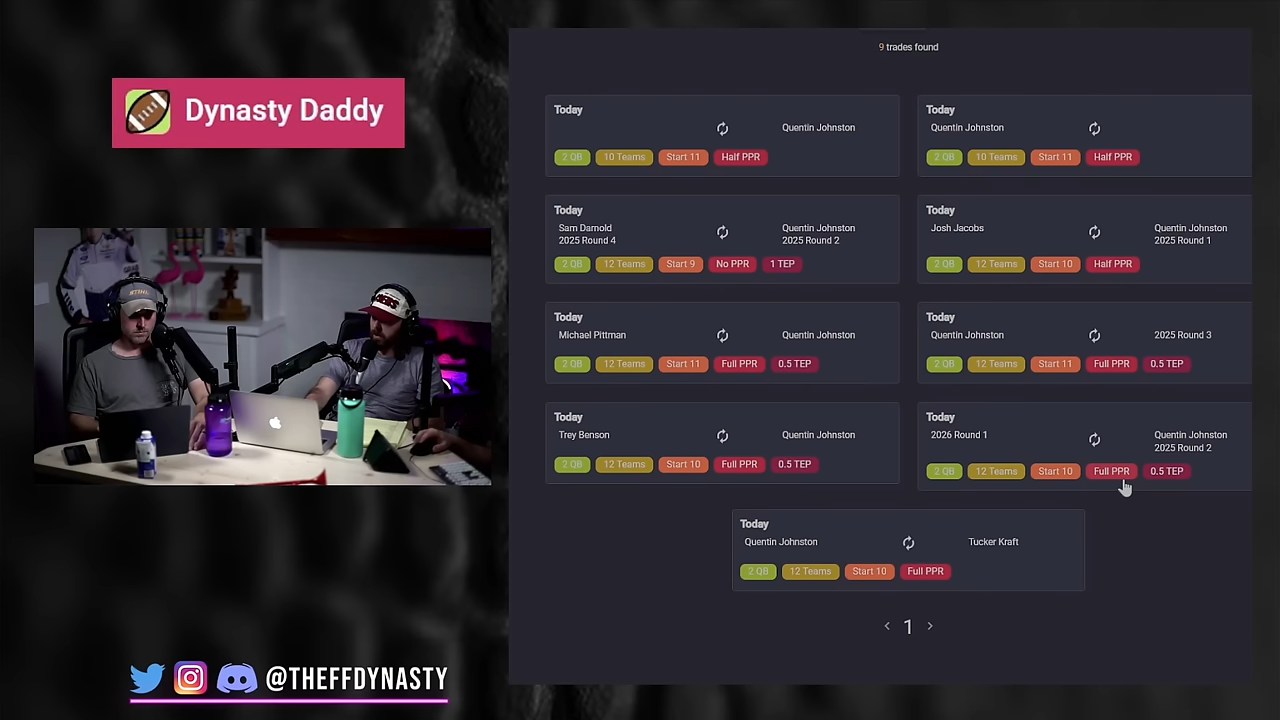 Dynasty Daddy
9 trades found
Today
Quentin Johnston
2 QB 10 Teams Start 11 Half PPR
Today
Quentin Johnston
2 QB 10 Teams Start 11 Half PPR
Today
Sam Darnold Quentin Johnston
2025 Round 4 2025 Round 2
2 QB 12 Teams Start 9 No PPR 1 TEP
Today
Josh Jacobs Quentin Johnston
2025 Round 1
2 QB 12 Teams Start 10 Half PPR
Today
Michael Pittman Quentin Johnston
2 QB 12 Teams Start 11 Full PPR 0.5 TEP
Today
Quentin Johnston 2025 Round 3
2 QB 12 Teams Start 11 Full PPR 0.5 TEP
Today
Trey Benson Quentin Johnston
2 QB 12 Teams Start 10 Full PPR 0.5 TEP
Today
2026 Round 1 Quentin Johnston
2025 Round 2
2 QB 12 Teams Start 10 Full PPR 0.5 TEP
Today
Quentin Johnston Tucker Kraft
2 QB 12 Teams Start 10 Full PPR
< 1 >
@THEFFDYNASTY